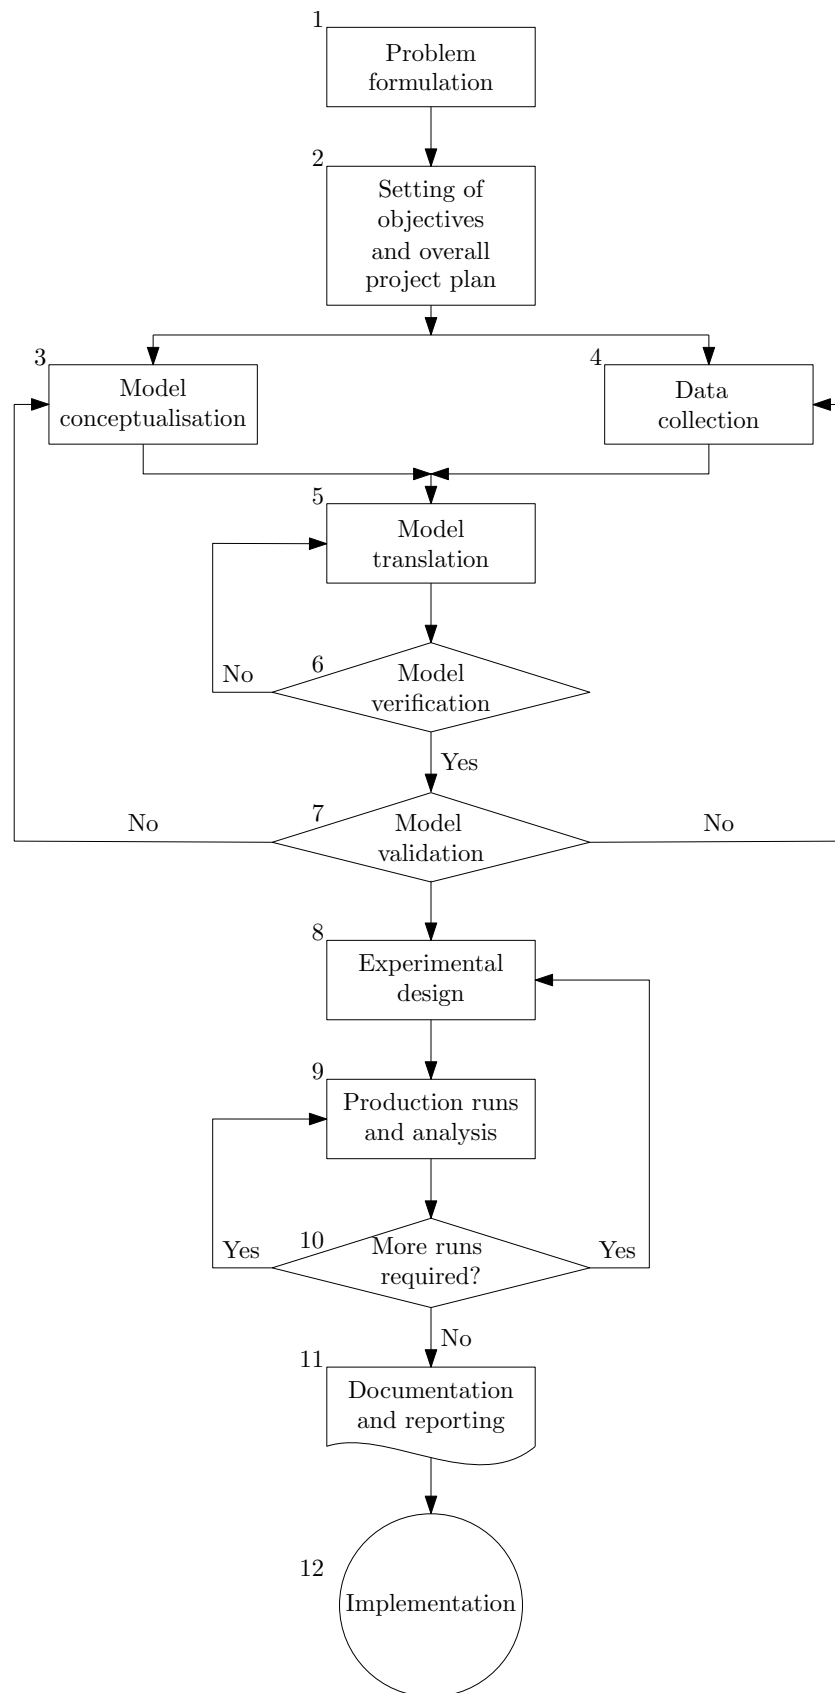 1
Problem
formulation
2
Setting of
objectives
and overall
project plan
3
Model
conceptualisation
4
Data
collection
5
Model
translation
6
Model
verification
No
Yes
7
Model
validation
No
No
8
Experimental
design
9
Production runs
and analysis
10
More runs
required?
Yes
Yes
No
11
Documentation
and reporting
12
Implementation